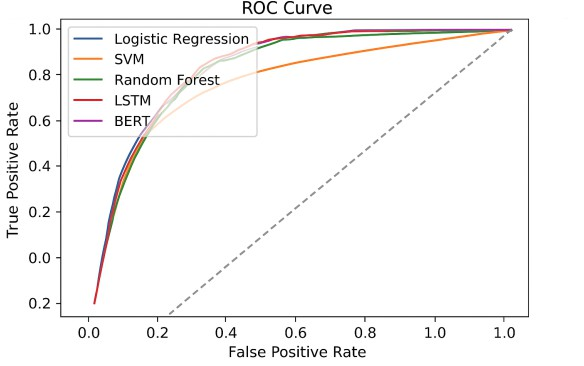 ROC Curve
1.0
0.8
0.6
0.4
0.2
0.0
0.2
True Positive Rate
Logistic Regression
SVM
Random Forest
LSTM
BERT
0.0 0.2 0.4 0.6 0.8 1.0 1.0
False Positive Rate